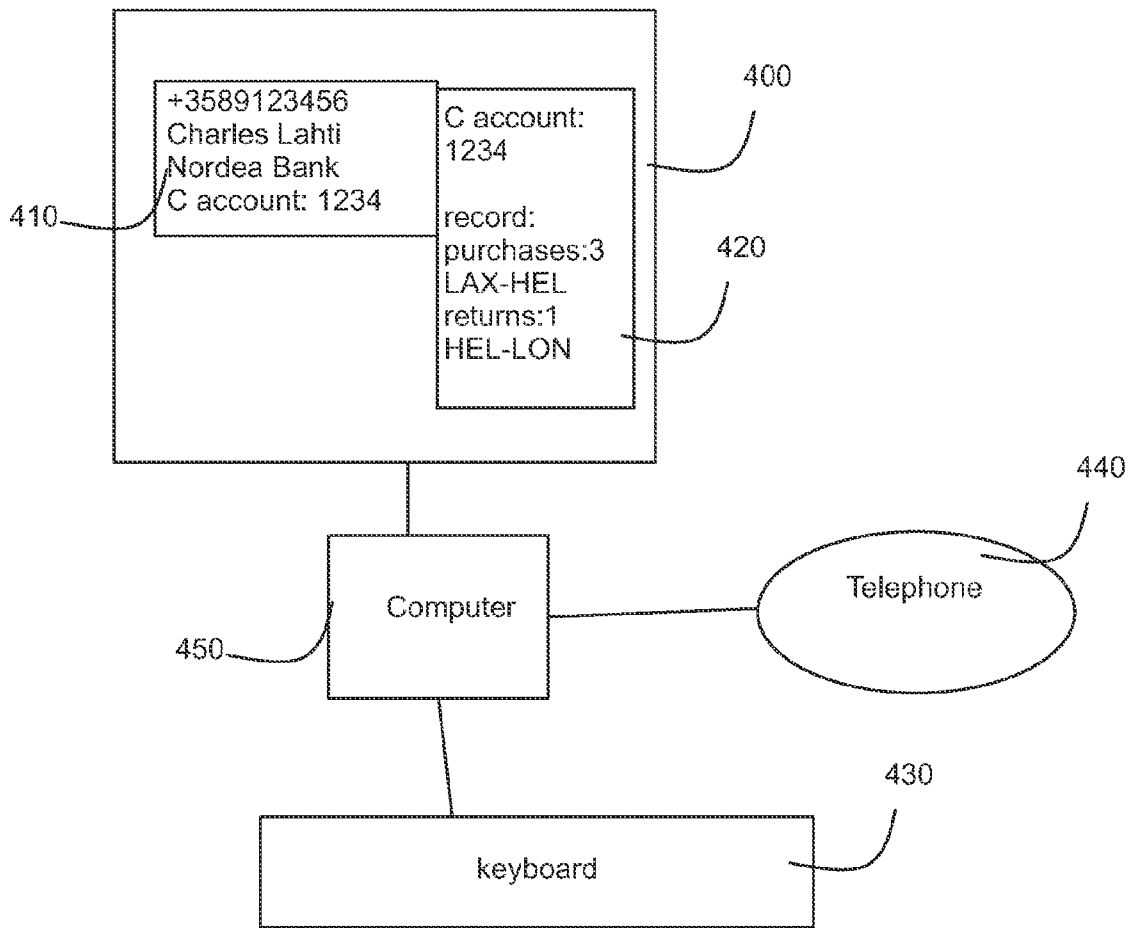 +3589123456
Charles Lahti
Nordea Bank
C account: 1234
C account:
1234
record:
purchases:3
LAX-HEL
returns:1
HEL-LON
400
410
420
440
Telephone
Computer
450
430
keyboard